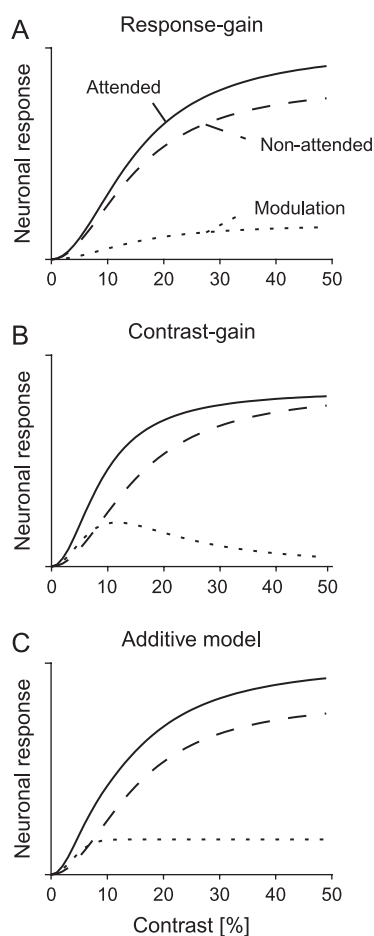 A
Response-gain
Neuronal response
Attended
Non-attended
Modulation
0 10 20 30 40 50
B
Contrast-gain
Neuronal response
0 10 20 30 40 50
C
Additive model
Neuronal response
0 10 20 30 40 50
Contrast [%]